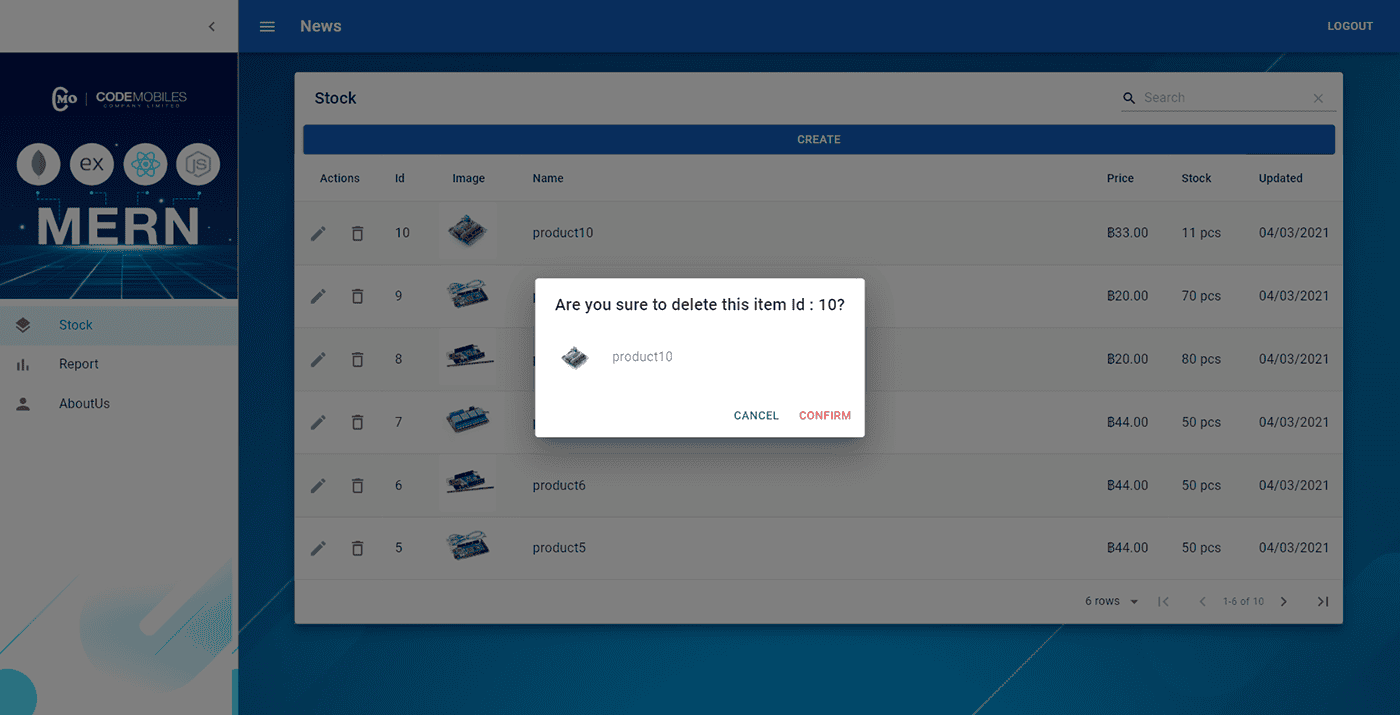 News
LOGOUT
CMO | CODEMOBILES
COMPANY LIMITED
ex
JS
MERN
Stock
Report
AboutUs
Stock
Search
CREATE
Actions Id Image Name Price Stock Updated
10 product10 ฿33.00 11 pcs 04/03/2021
9 ฿20.00 70 pcs 04/03/2021
8 ฿20.00 80 pcs 04/03/2021
7 ฿44.00 50 pcs 04/03/2021
6 product6 ฿44.00 50 pcs 04/03/2021
5 product5 ฿44.00 50 pcs 04/03/2021
6 rows 1-6 of 10
Are you sure to delete this item Id : 10?
product10
CANCEL CONFIRM